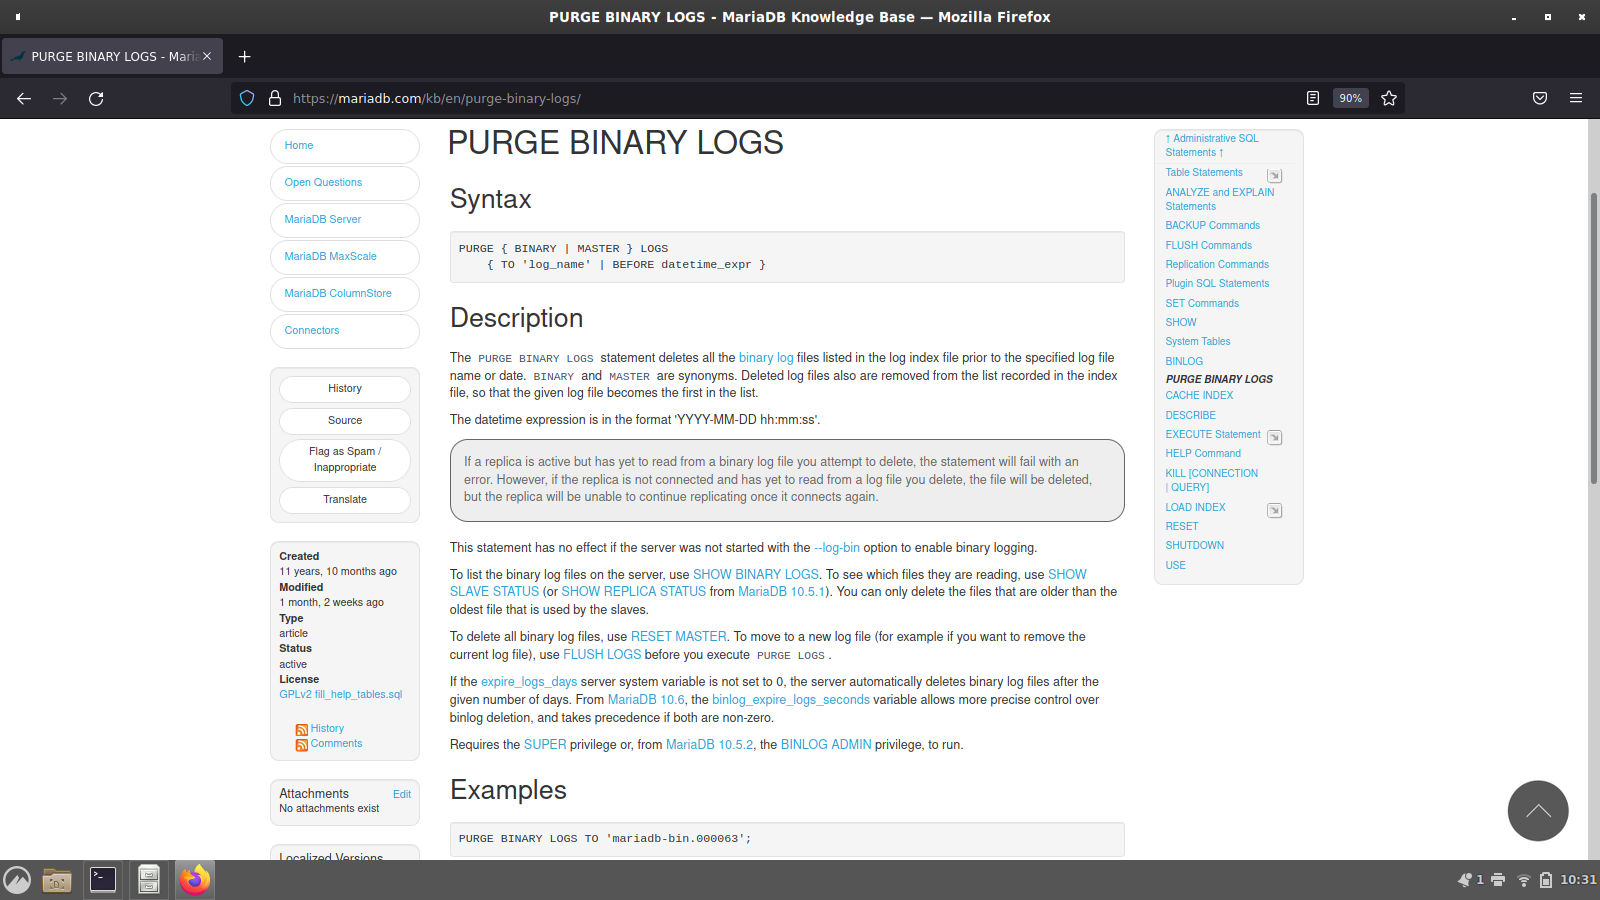 PURGE BINARY LOGS - MariaDB Knowledge Base — Mozilla Firefox
PURGE BINARY LOGS - Maria
https://mariadb.com/kb/en/purge-binary-logs/
90%
Home
Open Questions
MariaDB Server
MariaDB MaxScale
MariaDB ColumnStore
Connectors
History
Source
Flag as Spam /
Inappropriate
Translate
Created
11 years, 10 months ago
Modified
1 month, 2 weeks ago
Type
article
Status
active
License
GPLv2 fill_help_tables.sql
History
Comments
Attachments
Edit
No attachments exist
Localized Versions
PURGE BINARY LOGS
Syntax
PURGE { BINARY | MASTER } LOGS
{ TO 'log_name' | BEFORE datetime_expr }
Description
The PURGE BINARY LOGS statement deletes all the binary log files listed in the log index file prior to the specified log file
name or date. BINARY and MASTER are synonyms. Deleted log files also are removed from the list recorded in the index
file, so that the given log file becomes the first in the list.
The datetime expression is in the format 'YYYY-MM-DD hh:mm:ss'.
If a replica is active but has yet to read from a binary log file you attempt to delete, the statement will fail with an
error. However, if the replica is not connected and has yet to read from a log file you delete, the file will be deleted,
but the replica will be unable to continue replicating once it connects again.
This statement has no effect if the server was not started with the --log-bin option to enable binary logging.
To list the binary log files on the server, use SHOW BINARY LOGS. To see which files they are reading, use SHOW
SLAVE STATUS (or SHOW REPLICA STATUS from MariaDB 10.5.1). You can only delete the files that are older than the
oldest file that is used by the slaves.
To delete all binary log files, use RESET MASTER. To move to a new log file (for example if you want to remove the
current log file), use FLUSH LOGS before you execute PURGE LOGS.
If the expire_logs_days server system variable is not set to 0, the server automatically deletes binary log files after the
given number of days. From MariaDB 10.6, the binlog_expire_logs_seconds variable allows more precise control over
binlog deletion, and takes precedence if both are non-zero.
Requires the SUPER privilege or, from MariaDB 10.5.2, the BINLOG ADMIN privilege, to run.
Examples
PURGE BINARY LOGS TO 'mariadb-bin.000063';
↑ Administrative SQL
Statements ↑
Table Statements
ANALYZE and EXPLAIN
Statements
BACKUP Commands
FLUSH Commands
Replication Commands
Plugin SQL Statements
SET Commands
SHOW
System Tables
BINLOG
PURGE BINARY LOGS
CACHE INDEX
DESCRIBE
EXECUTE Statement
HELP Command
KILL [CONNECTION
| QUERY]
LOAD INDEX
RESET
SHUTDOWN
USE
1
10:31